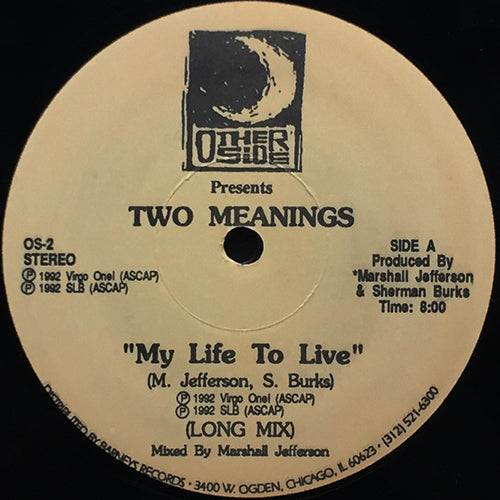 OTHER
SIDE
Presents
TWO MEANINGS
OS-2
STEREO
Ⓟ 1992 Virgo One! (ASCAP)
Ⓟ 1992 SLB (ASCAP)
SIDE A
Produced By
*Marshall Jefferson
& Sherman Burks
Time: 8:00
"My Life To Live"
(M. Jefferson, S. Burks)
Ⓟ 1992 Virgo One! (ASCAP)
Ⓟ 1992 SLB (ASCAP)
(LONG MIX)
Mixed By Marshall Jefferson
DISTRIBUTED BY BARNEYS RECORDS • 3400 W. OGDEN, CHICAGO, IL 60623 • (312) 521-6300